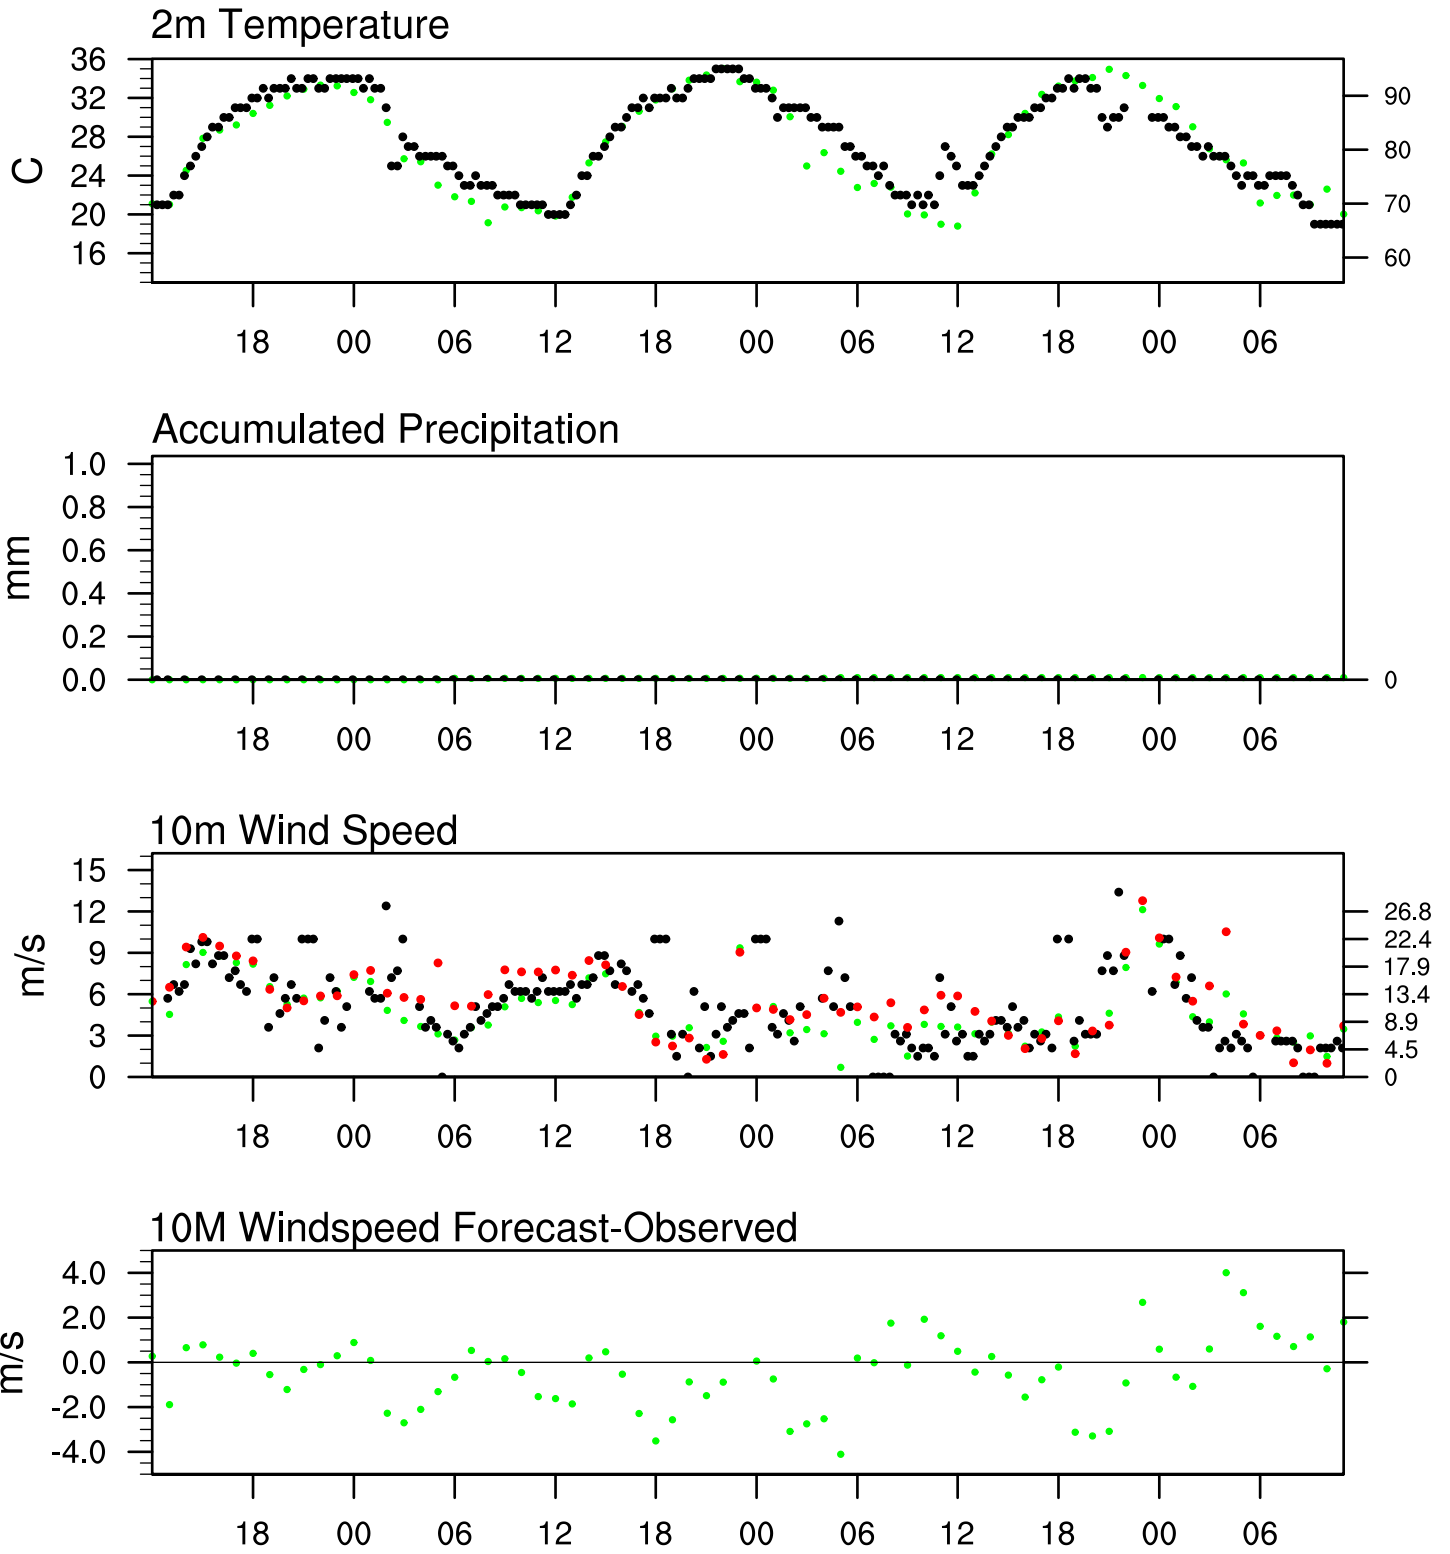 2m Temperature
36
32
28
24
20
16
C
90
80
70
60
18 00 06 12 18 00 06 12 18 00 06
Accumulated Precipitation
1.0
0.8
0.6
0.4
0.2
0.0
mm
0
18 00 06 12 18 00 06 12 18 00 06
10m Wind Speed
15
12
9
6
3
0
m/s
26.8
22.4
17.9
13.4
8.9
4.5
0
18 00 06 12 18 00 06 12 18 00 06
10M Windspeed Forecast-Observed
4.0
2.0
0.0
-2.0
-4.0
m/s
18 00 06 12 18 00 06 12 18 00 06